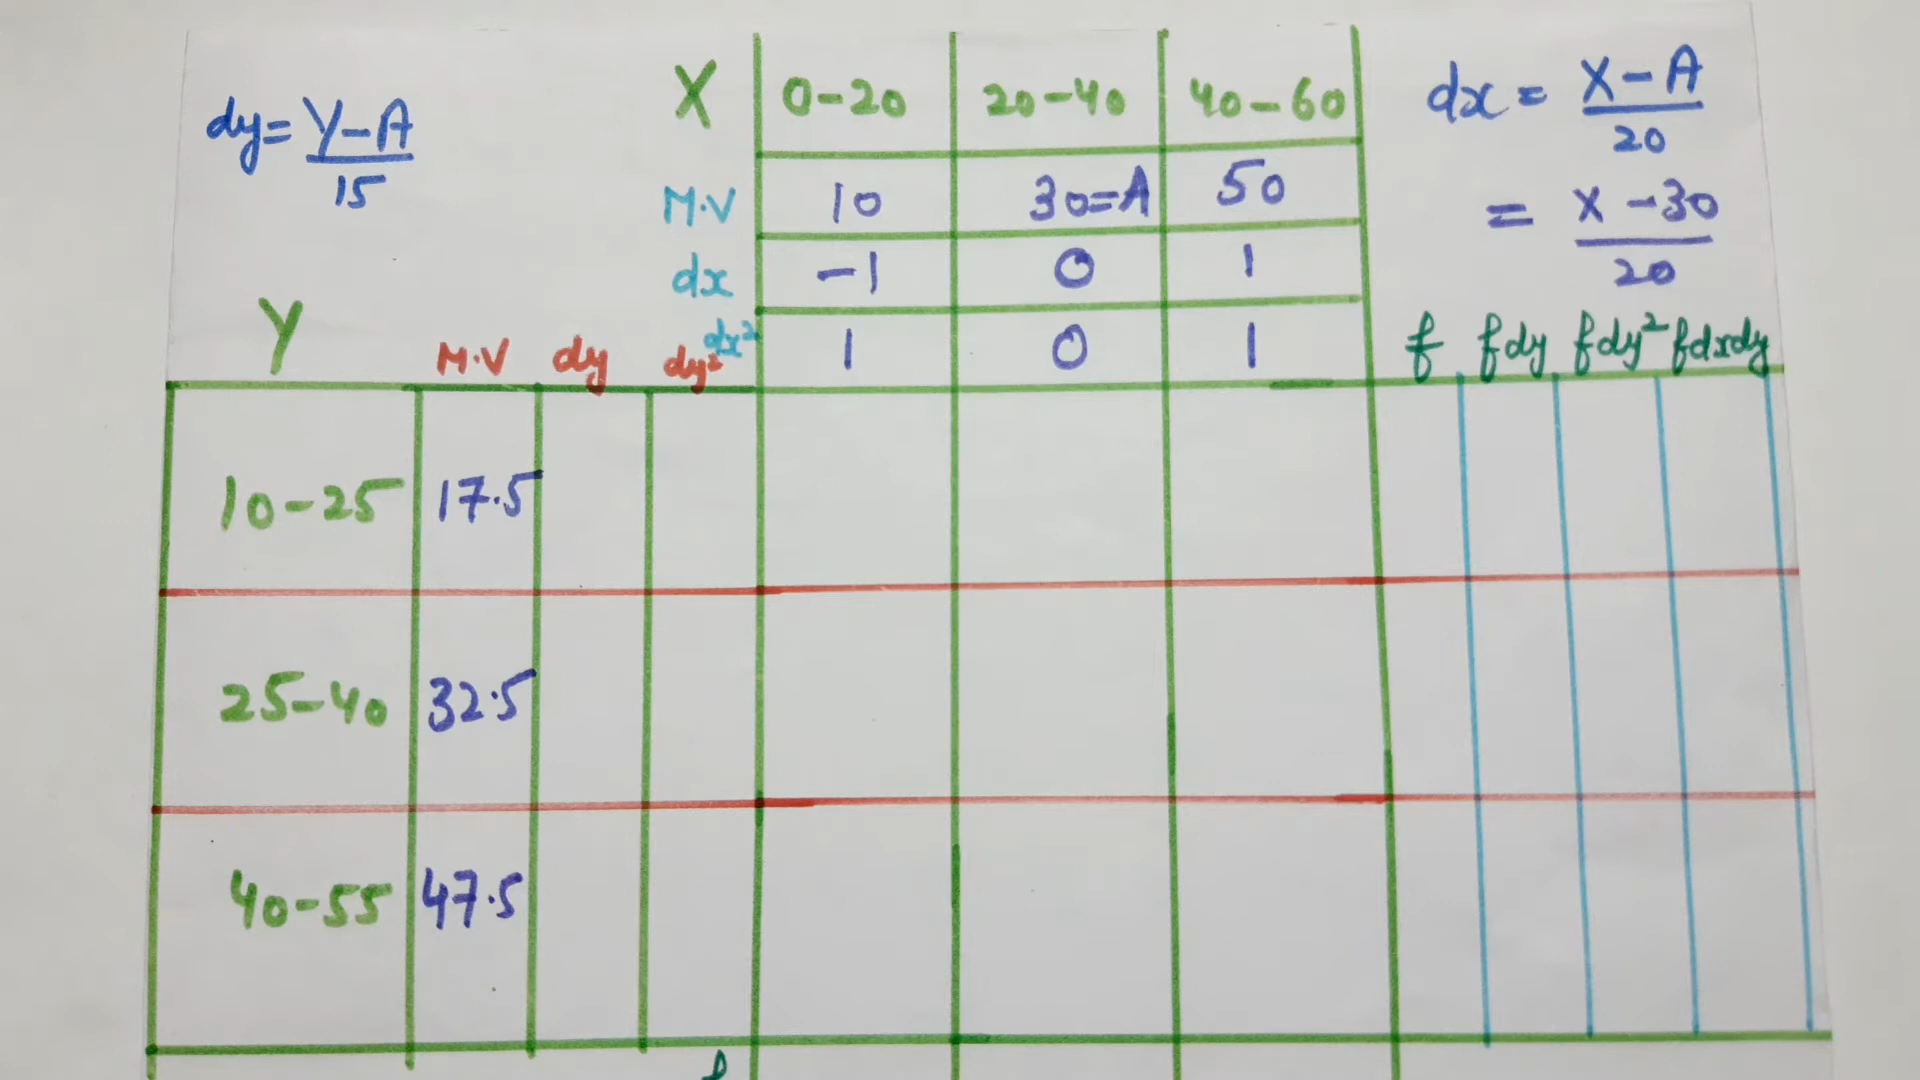 X 0-20 20-40 40-60
dy = Y-A / 15
dx = X-A / 20
M.V 10 30=A 50
= X-30 / 20
dx -1 0 1
dx² 1 0 1
Y M.V dy dy² f fdy fdy² fdxdy
10-25 17.5
25-40 32.5
40-55 47.5